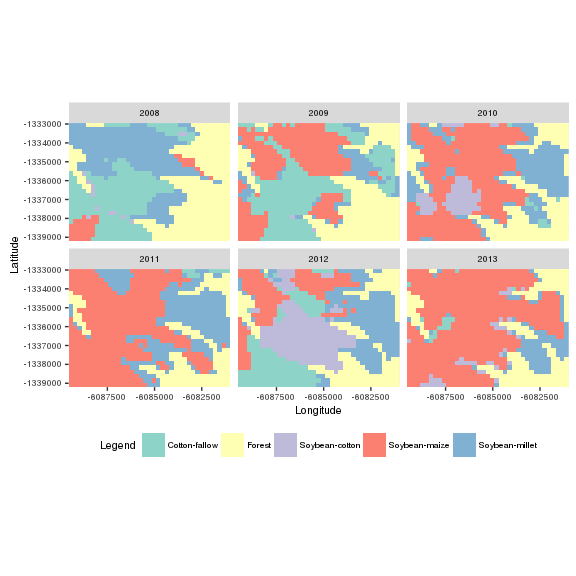 2008 2009 2010
-1333000
-1334000
-1335000
-1336000
-1337000
-1338000
-1339000
2011 2012 2013
-1333000
-1334000
-1335000
-1336000
-1337000
-1338000
-1339000
Latitude
-6087500 -6085000 -6082500 -6087500 -6085000 -6082500 -6087500 -6085000 -6082500
Longitude
Legend Cotton-fallow Forest Soybean-cotton Soybean-maize Soybean-millet